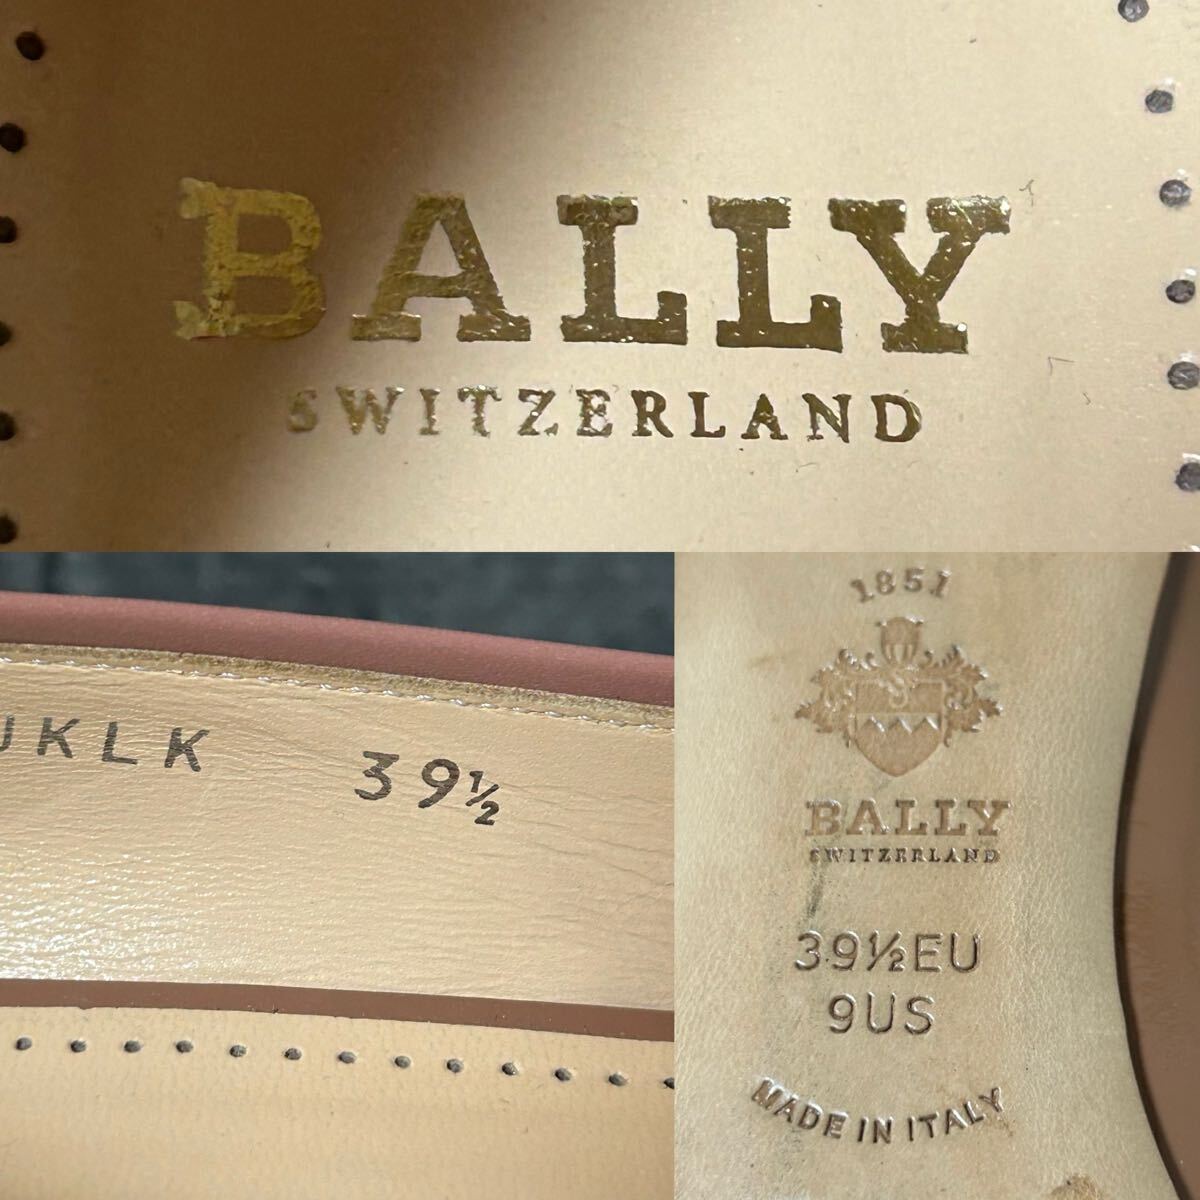 BALLY
SWITZERLAND
UKLK 39½
1851
BALLY
SWITZERLAND
39½EU
9US
MADE IN ITALY